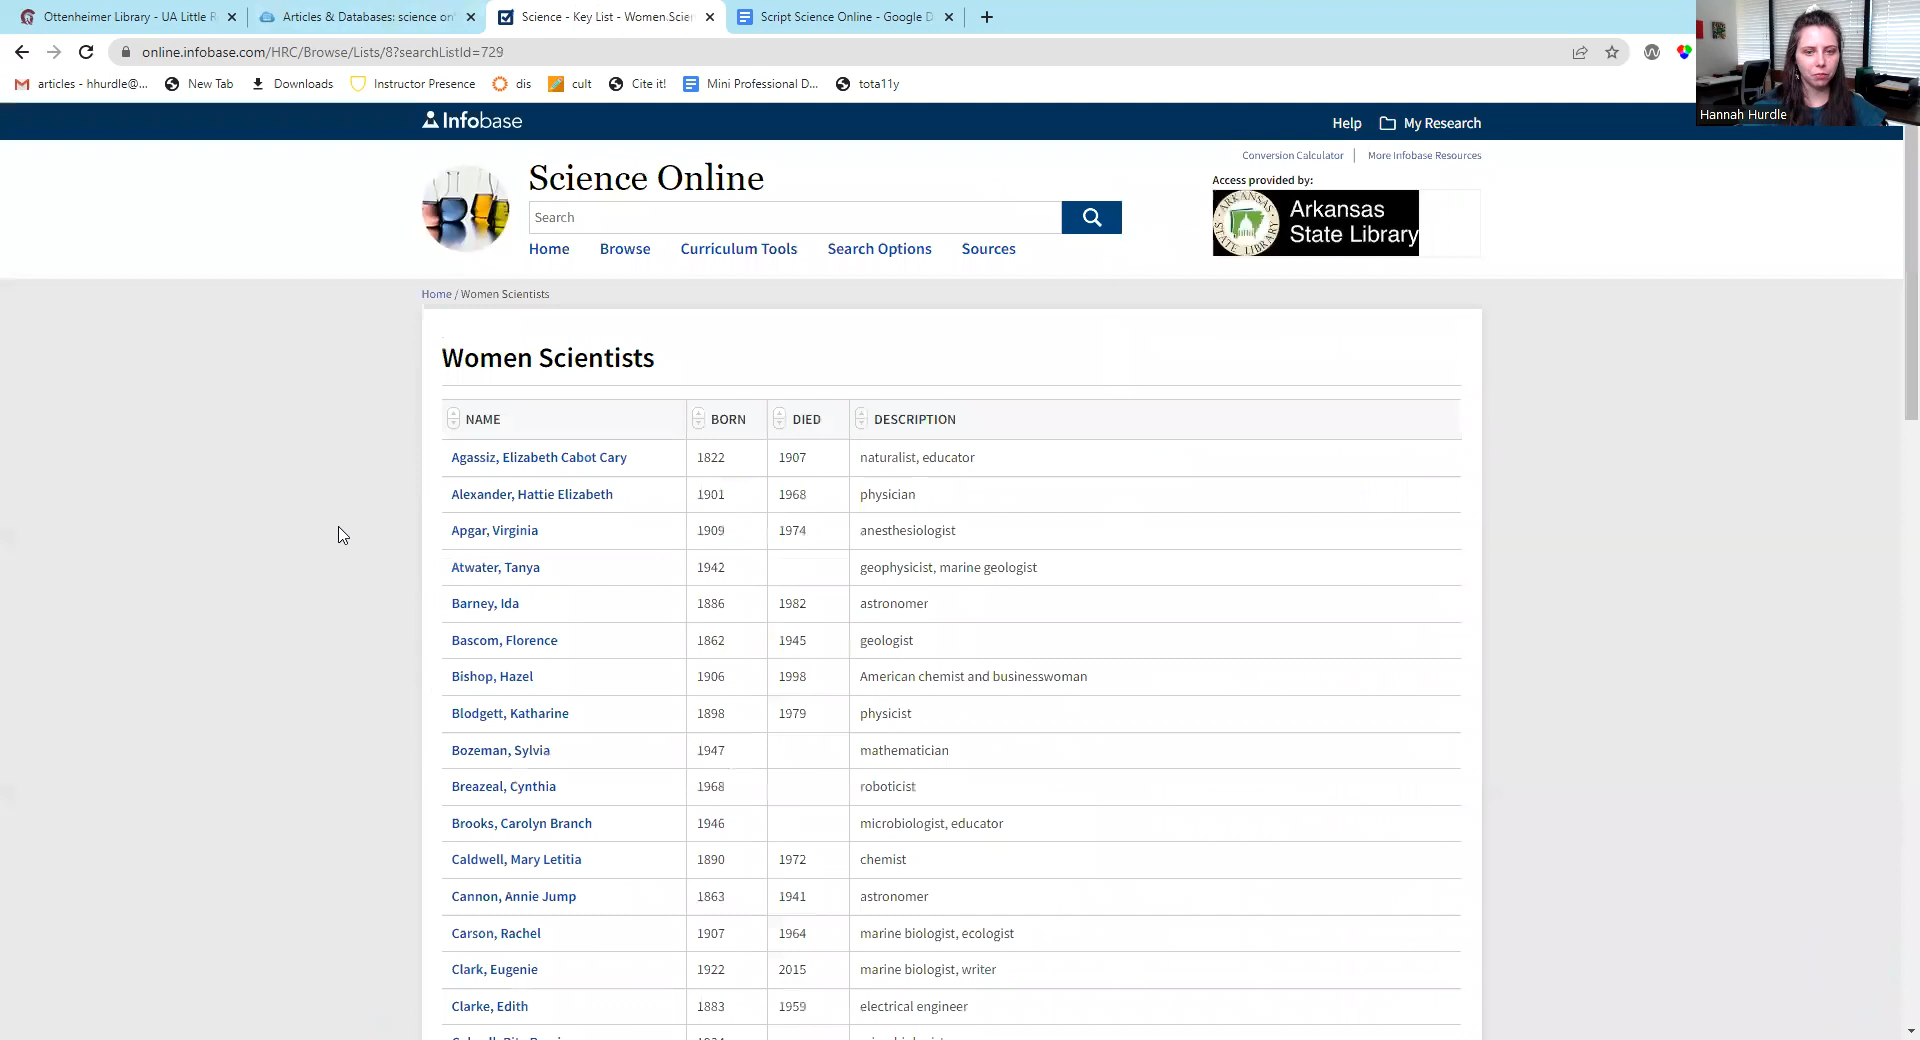 Ottenheimer Library - UA Little R
Articles & Databases: science on
Science - Key List - Women Scien
Script Science Online - Google D
online.infobase.com/HRC/Browse/Lists/8?searchListId=729
articles - hhurdle@...
New Tab
Downloads
Instructor Presence
dis
cult
Cite it!
Mini Professional D...
tota11y
Hannah Hurdle
Infobase
Help
My Research
Conversion Calculator
More Infobase Resources
Science Online
Access provided by:
Search
ARKANSAS
STATE LIBRARY
Arkansas
State Library
Home
Browse
Curriculum Tools
Search Options
Sources
Home / Women Scientists
Women Scientists
NAME BORN DIED DESCRIPTION
Agassiz, Elizabeth Cabot Cary 1822 1907 naturalist, educator
Alexander, Hattie Elizabeth 1901 1968 physician
Apgar, Virginia 1909 1974 anesthesiologist
Atwater, Tanya 1942 geophysicist, marine geologist
Barney, Ida 1886 1982 astronomer
Bascom, Florence 1862 1945 geologist
Bishop, Hazel 1906 1998 American chemist and businesswoman
Blodgett, Katharine 1898 1979 physicist
Bozeman, Sylvia 1947 mathematician
Breazeal, Cynthia 1968 roboticist
Brooks, Carolyn Branch 1946 microbiologist, educator
Caldwell, Mary Letitia 1890 1972 chemist
Cannon, Annie Jump 1863 1941 astronomer
Carson, Rachel 1907 1964 marine biologist, ecologist
Clark, Eugenie 1922 2015 marine biologist, writer
Clarke, Edith 1883 1959 electrical engineer